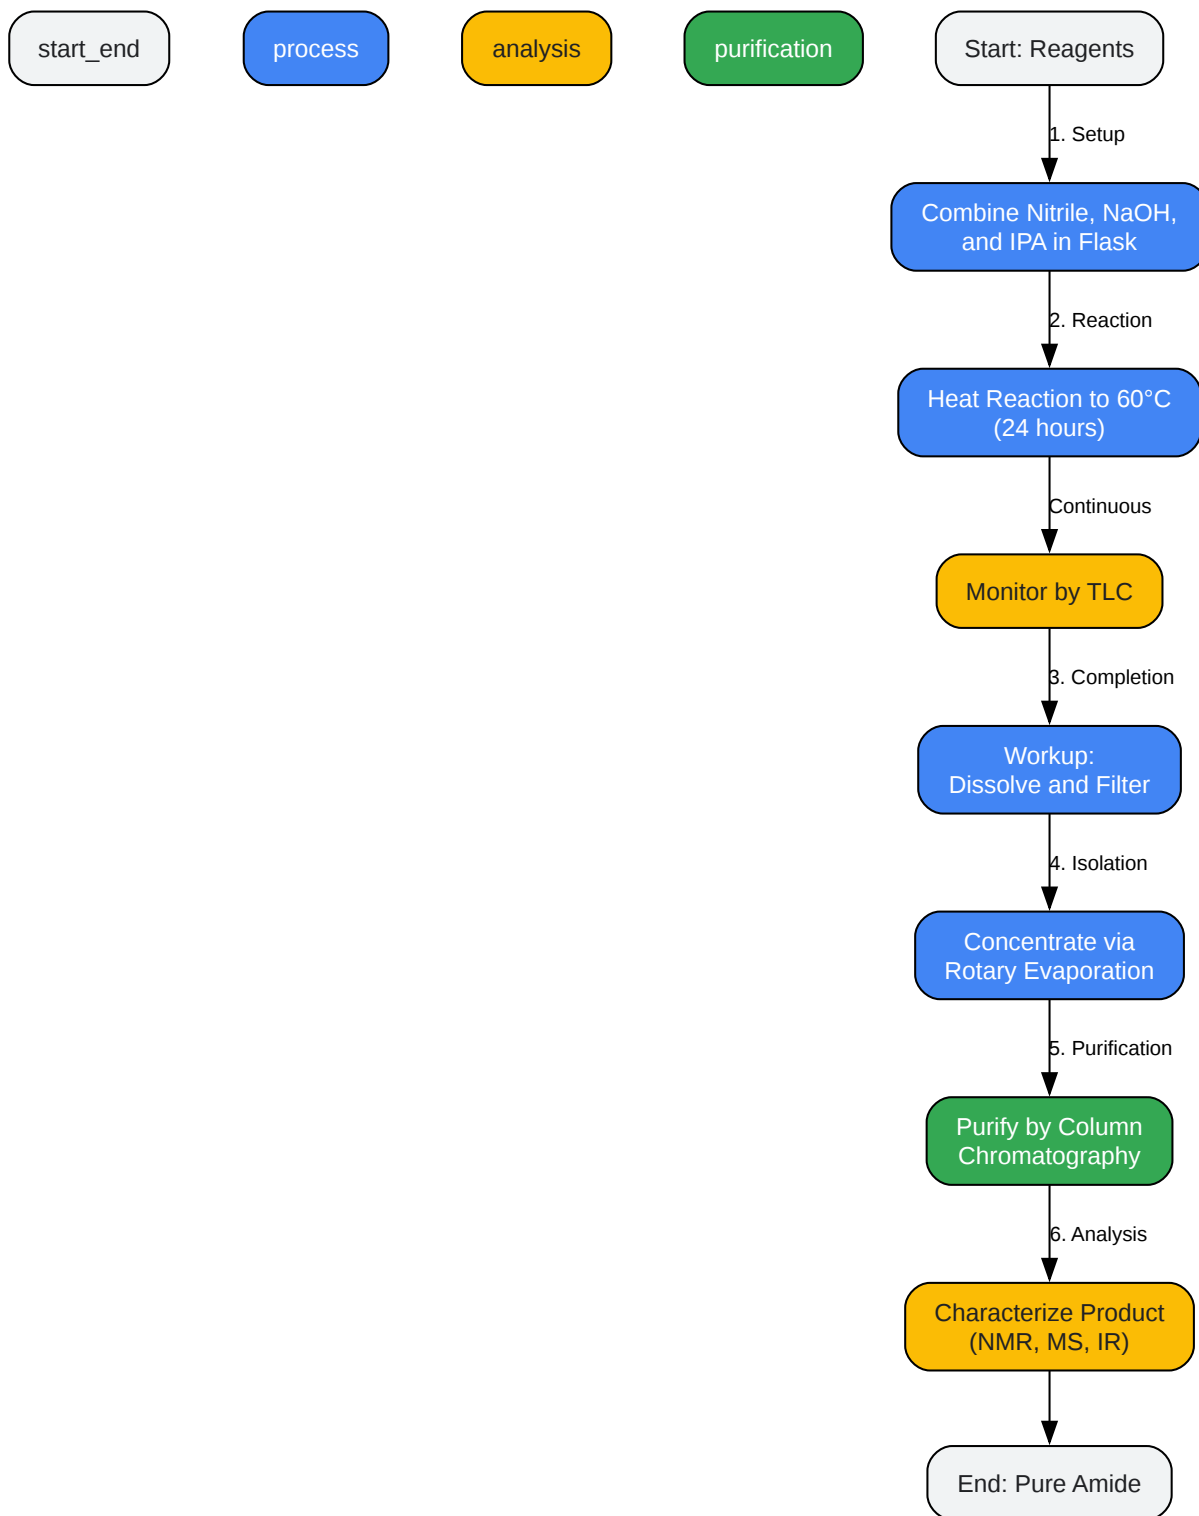 start_end
process
analysis
purification
Start: Reagents
1. Setup
Combine Nitrile, NaOH,
and IPA in Flask
2. Reaction
Heat Reaction to 60°C
(24 hours)
Continuous
Monitor by TLC
3. Completion
Workup:
Dissolve and Filter
4. Isolation
Concentrate via
Rotary Evaporation
5. Purification
Purify by Column
Chromatography
6. Analysis
Characterize Product
(NMR, MS, IR)
End: Pure Amide